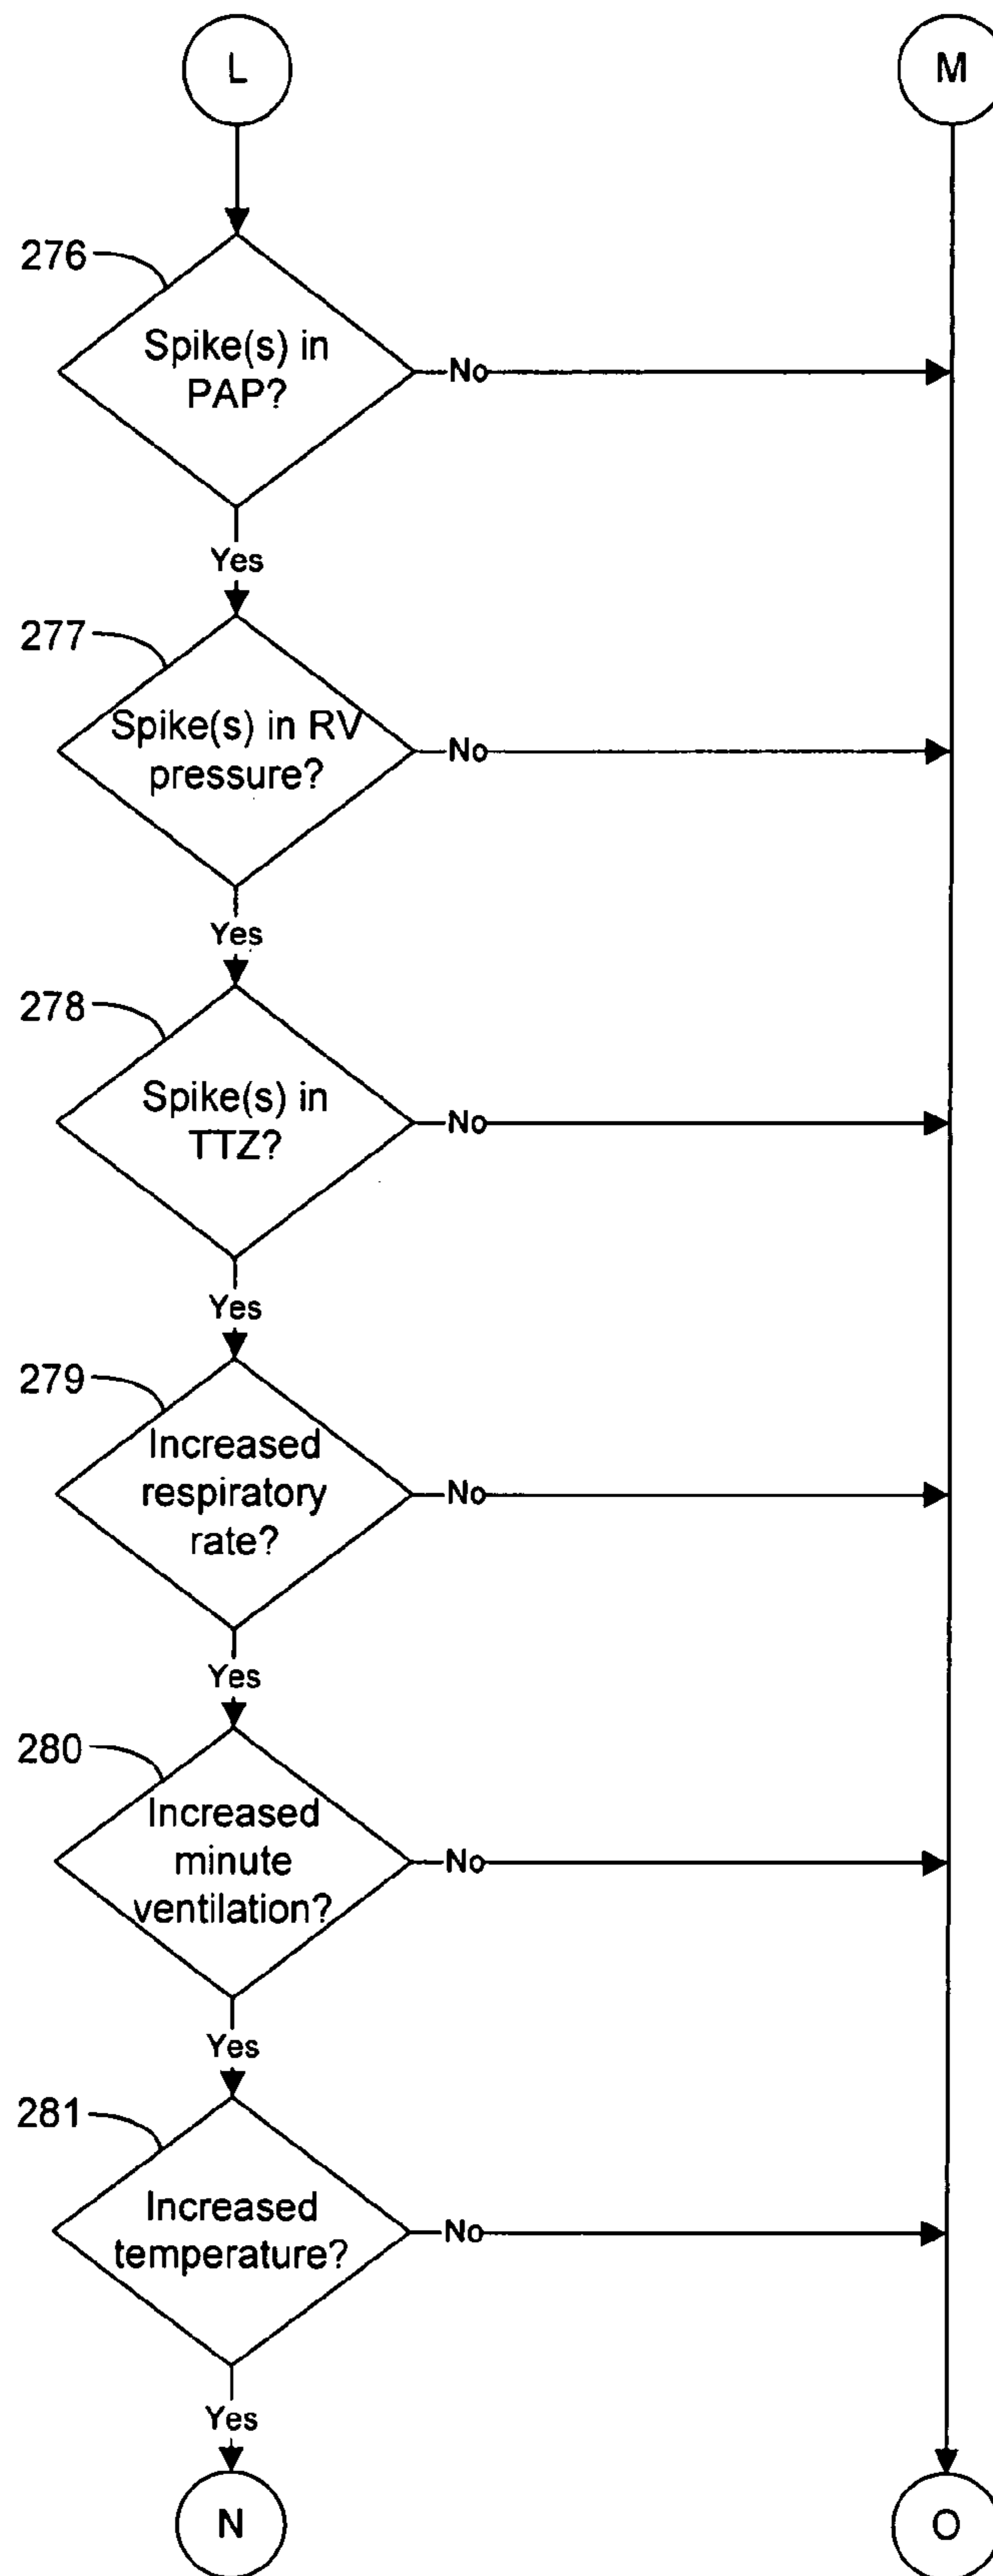 L
M
276
Spike(s) in
PAP?
No
Yes
277
Spike(s) in RV
pressure?
No
Yes
278
Spike(s) in
TTZ?
No
Yes
279
Increased
respiratory
rate?
No
Yes
280
Increased
minute
ventilation?
No
Yes
281
Increased
temperature?
No
Yes
N
O